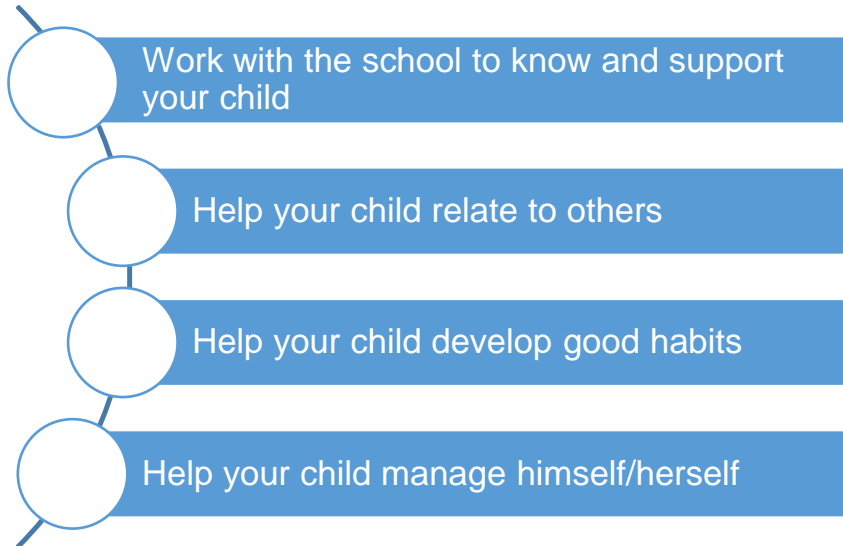 Work with the school to know and support
your child
Help your child relate to others
Help your child develop good habits
Help your child manage himself/herself